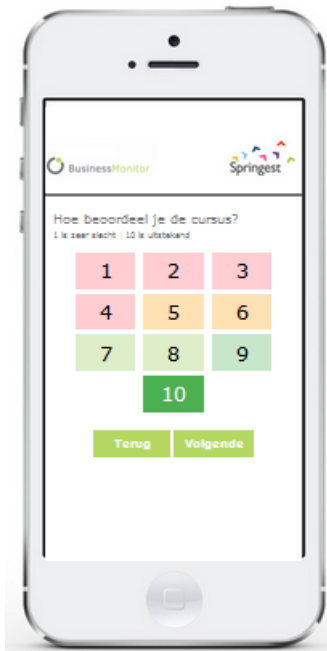 BusinessMonitor
Springest
Hoe beoordeel je de cursus?
1 is zeer slecht | 10 is uitstekend
1 2 3
4 5 6
7 8 9
10
Terug Volgende